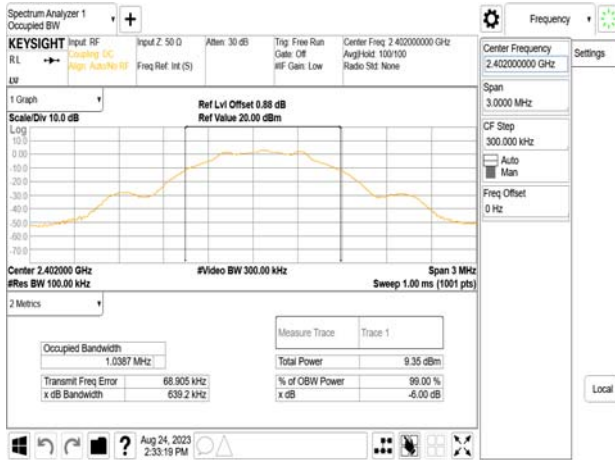 Spectrum Analyzer 1
Occupied BW
Frequency
KEYSIGHT
Input: RF
Coupling: DC
Align: Auto/No RF
Input Z: 50 Ω
Freq Ref: Int (S)
Atten: 30 dB
Trig: Free Run
Gate: Off
#IF Gain: Low
Center Freq: 2.402000000 GHz
Avg|Hold: 100/100
Radio Std: None
RL
Center Frequency
2.402000000 GHz
Settings
Span
3.0000 MHz
CF Step
300.000 kHz
Auto
Man
Freq Offset
0 Hz
Local
1 Graph
Scale/Div 10.0 dB
Ref Lvl Offset 0.88 dB
Ref Value 20.00 dBm
Log
10.0
0.00
-10.0
-20.0
-30.0
-40.0
-50.0
-60.0
-70.0
Center 2.402000 GHz
#Video BW 300.00 kHz
Span 3 MHz
#Res BW 100.00 kHz
Sweep 1.00 ms (1001 pts)
2 Metrics
Measure Trace
Trace 1
Occupied Bandwidth
1.0387 MHz
Total Power
9.35 dBm
Transmit Freq Error
68.905 kHz
% of OBW Power
99.00 %
x dB Bandwidth
639.2 kHz
x dB
-6.00 dB
?
Aug 24, 2023
2:33:19 PM